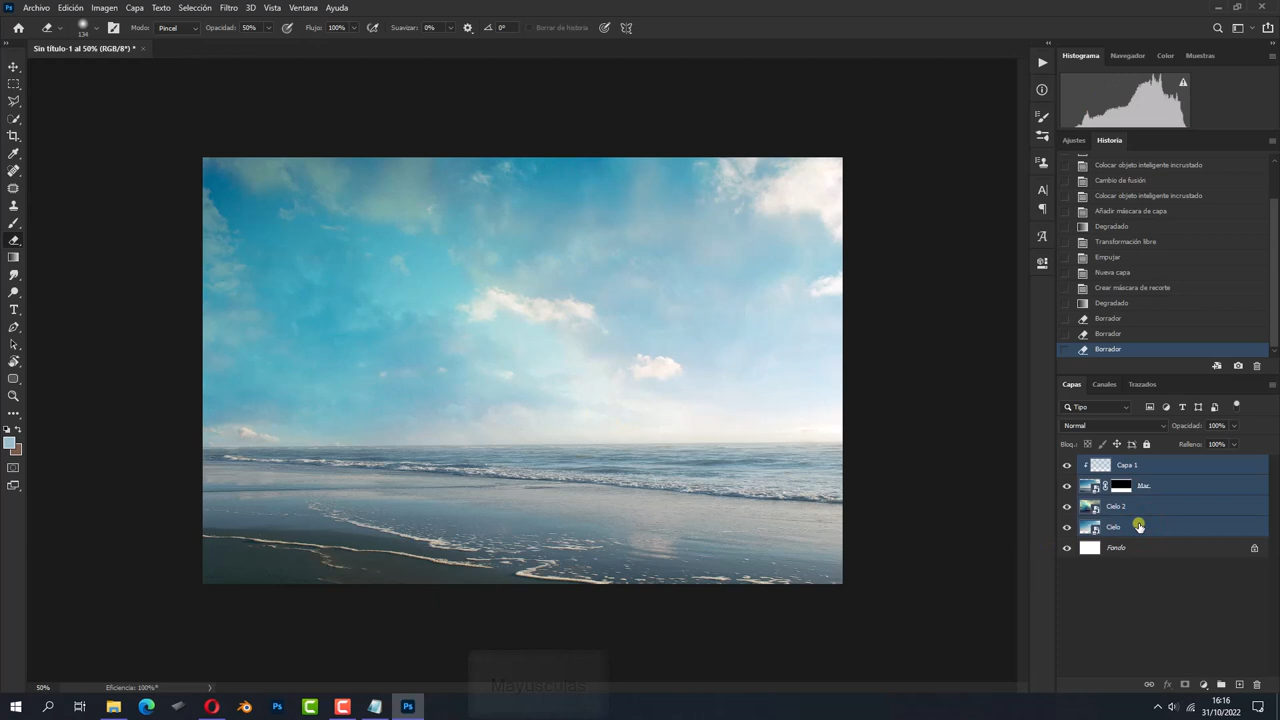 Archivo Edición Imagen Capa Texto Selección Filtro 3D Vista Ventana Ayuda
134 Modo: Pincel Opacidad: 50% Flujo: 100% Suavizar: 0% 0° Borrar de historia
Sin título-1 al 50% (RGB/8*) *
Histograma Navegador Color Muestras
Ajustes Historia
Colocar objeto inteligente incrustado
Cambio de fusión
Colocar objeto inteligente incrustado
Añadir máscara de capa
Degradado
Transformación libre
Empujar
Nueva capa
Crear máscara de recorte
Degradado
Borrador
Borrador
Borrador
Capas Canales Trazados
Tipo
Normal Opacidad: 100%
Bloq.: Relleno: 100%
Capa 1
Mar
Cielo 2
Cielo
Fondo
Mayusculas
50% Eficiencia: 100%*
16:16
31/10/2022